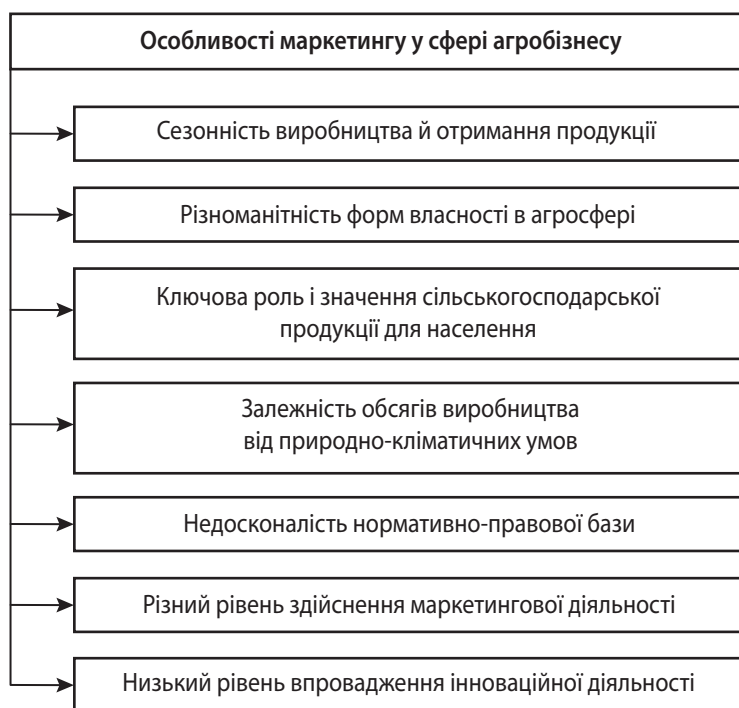 Особливості маркетингу у сфері агробізнесу
Сезонність виробництва й отримання продукції
Різноманітність форм власності в агросфері
Ключова роль і значення сільськогосподарської
продукції для населення
Залежність обсягів виробництва
від природно-кліматичних умов
Недосконалість нормативно-правової бази
Різний рівень здійснення маркетингової діяльності
Низький рівень впровадження інноваційної діяльності